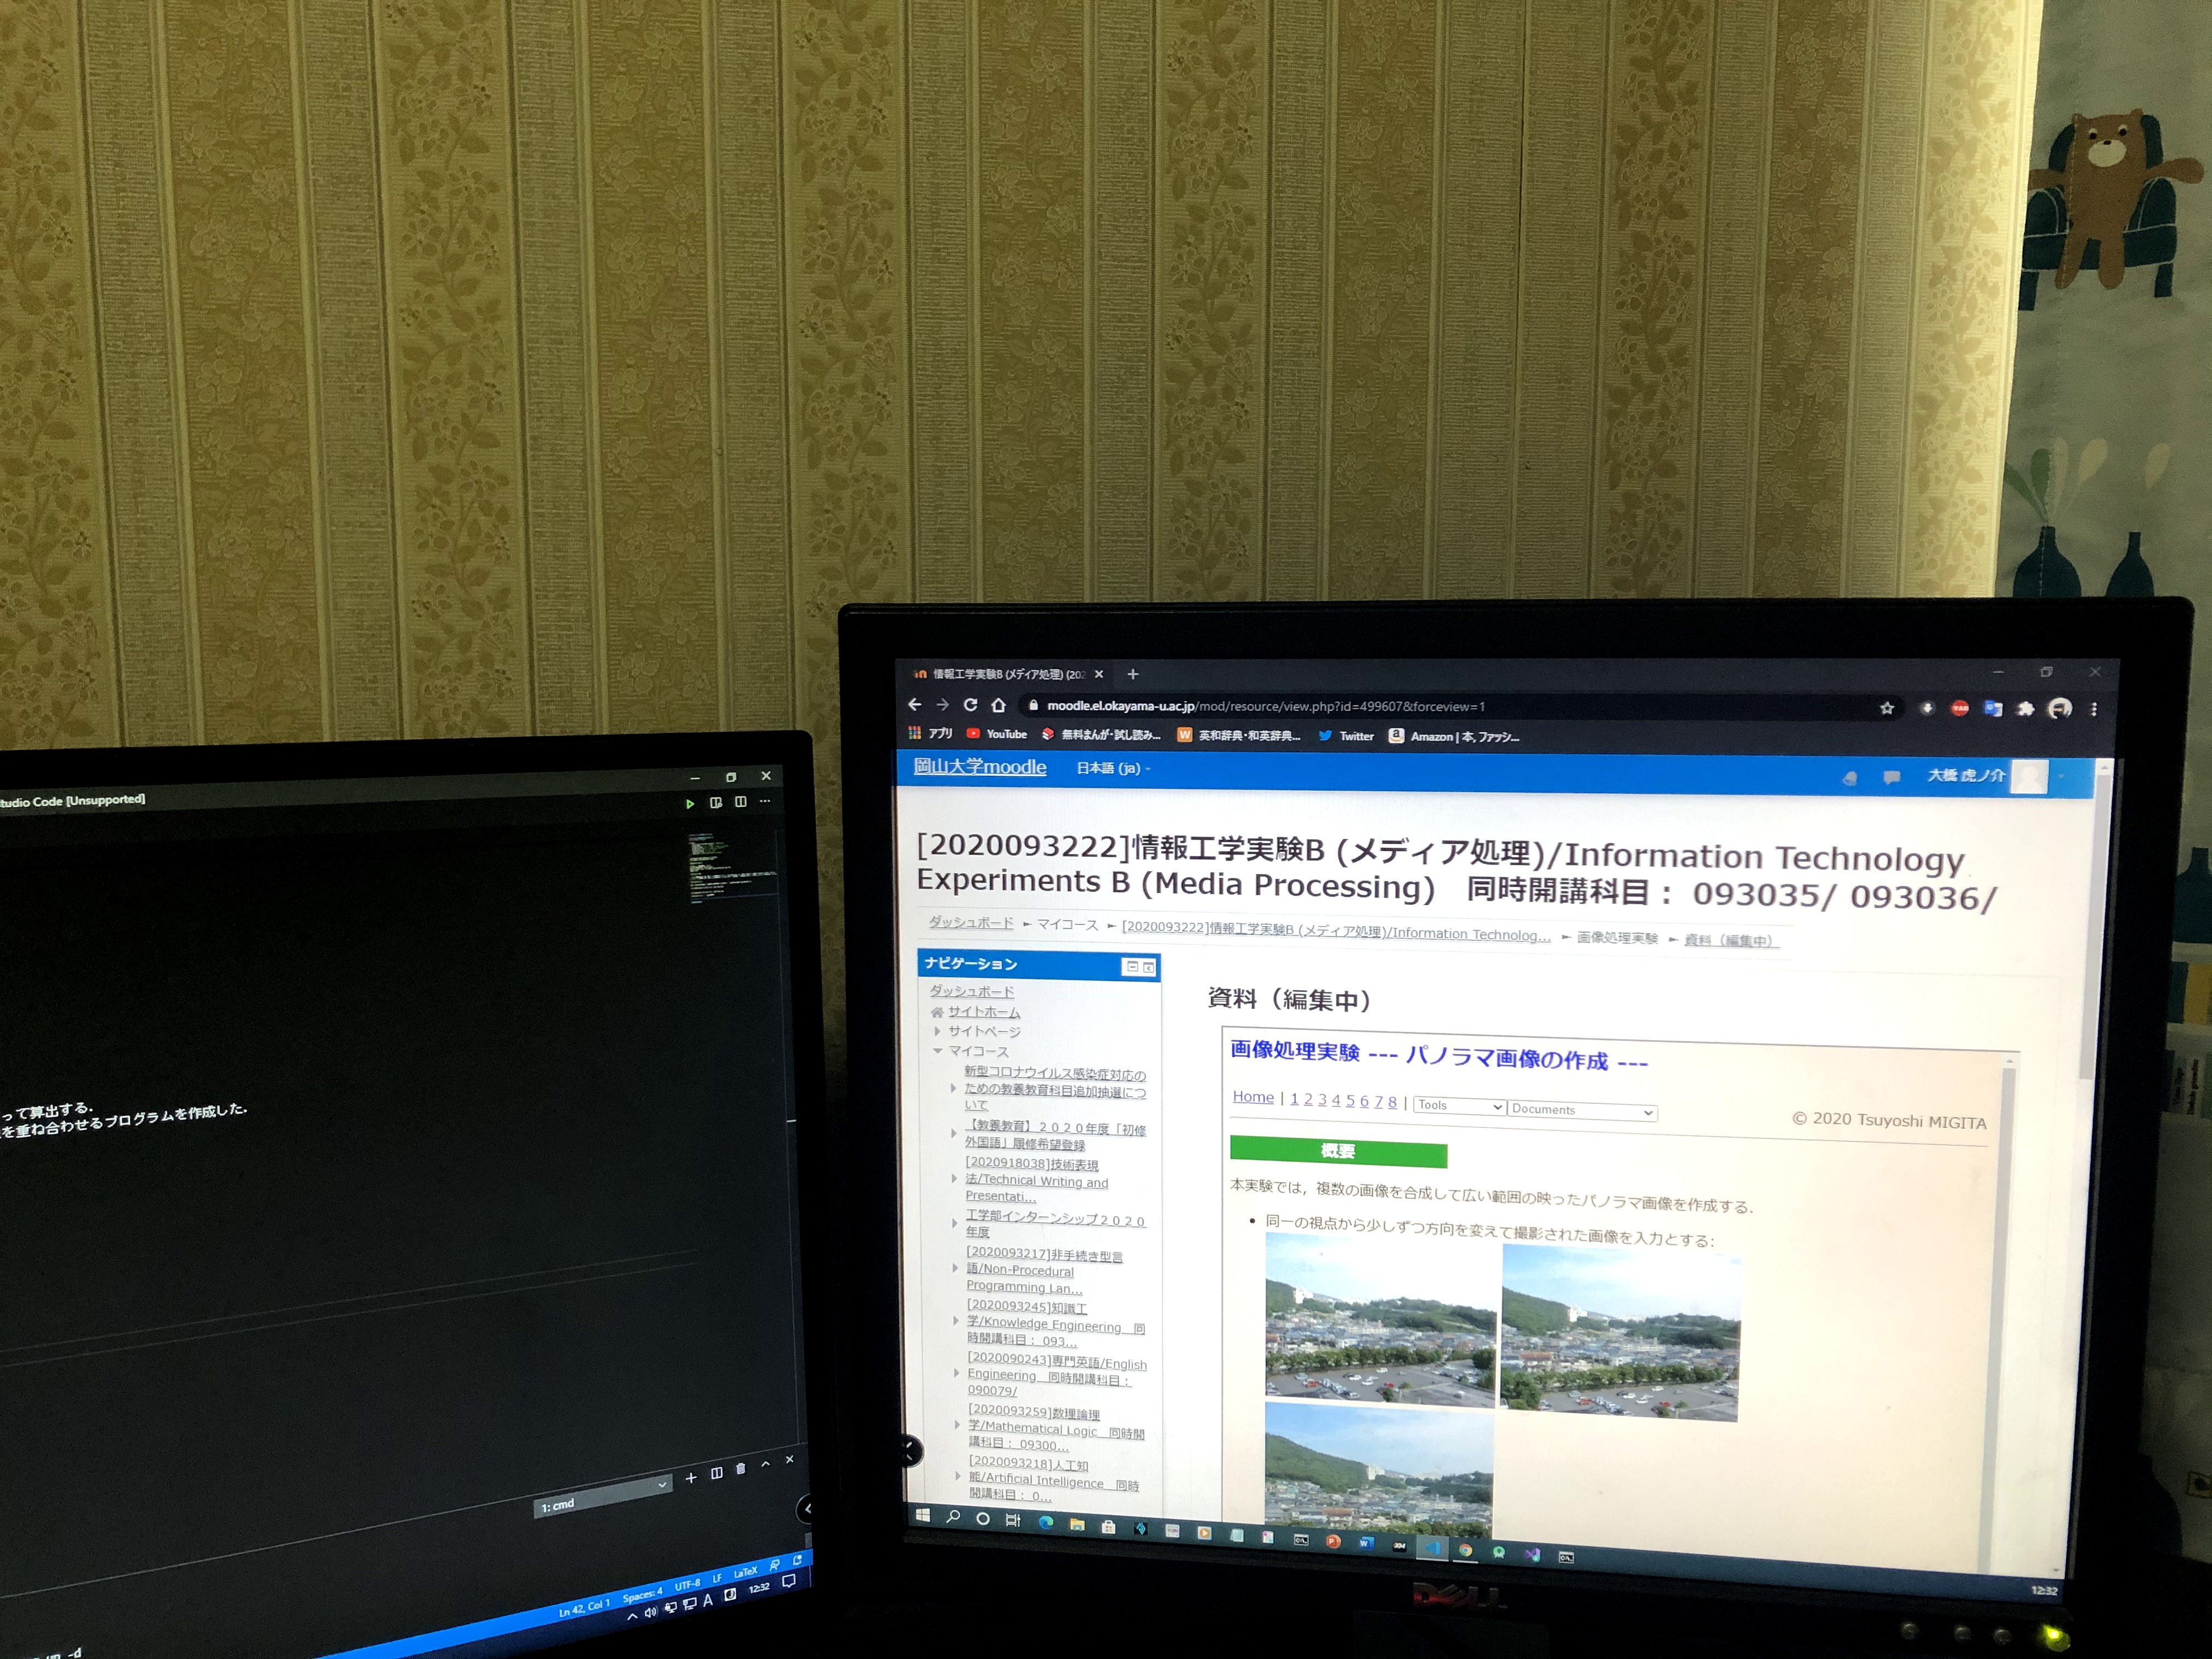 tudio Code [Unsupported]
って算出する.
を重ね合わせるプログラムを作成した.
1: cmd
Ln 42, Col 1 Spaces: 4 UTF-8 LF LaTeX
A 12:32
-d
情報工学実験B (メディア処理) (202
moodle.el.okayama-u.ac.jp/mod/resource/view.php?id=499607&forceview=1
アプリ YouTube 無料まんが・試し読み... 英和辞典・和英辞典... Twitter Amazon | 本, ファッシ...
岡山大学moodle 日本語 (ja) 大橋 虎ノ介
[2020093222]情報工学実験B (メディア処理)/Information Technology
Experiments B (Media Processing) 同時開講科目: 093035/ 093036/
ダッシュボード ► マイコース ► [2020093222]情報工学実験B (メディア処理)/Information Technolog... ► 画像処理実験 ► 資料（編集中）
ナビゲーション
ダッシュボード
サイトホーム
サイトページ
マイコース
新型コロナウイルス感染症対応の
ための教養教育科目追加抽選につ
いて
【教養教育】２０２０年度「初修
外国語」履修希望登録
[2020918038]技術表現
法/Technical Writing and
Presentati...
工学部インターンシップ２０２０
年度
[2020093217]非手続き型言
語/Non-Procedural
Programming Lan...
[2020093245]知識工
学/Knowledge Engineering 同
時開講科目: 093...
[2020090243]専門英語/English
Engineering 同時開講科目:
090079/
[2020093259]数理論理
学/Mathematical Logic 同時開
講科目: 09300...
[2020093218]人工知
能/Artificial Intelligence 同時
開講科目: 0...
資料（編集中）
画像処理実験 --- パノラマ画像の作成 ---
Home | 1 2 3 4 5 6 7 8 | Tools Documents
© 2020 Tsuyoshi MIGITA
概要
本実験では，複数の画像を合成して広い範囲の映ったパノラマ画像を作成する.
• 同一の視点から少しずつ方向を変えて撮影された画像を入力とする:
12:32
DELL